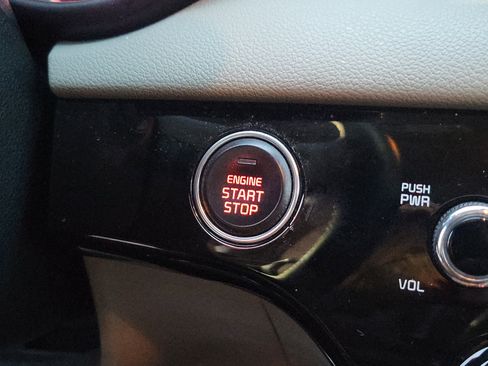 ENGINE
START
STOP
PUSH
PWR
VOL